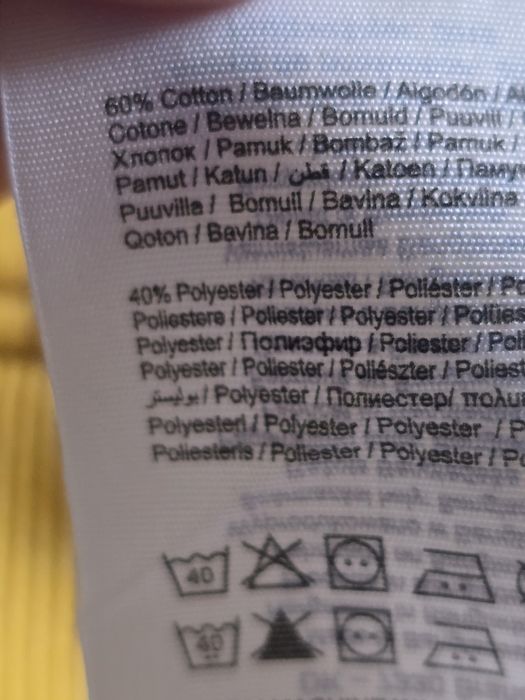 60% Cotton / Baumwolle / Algodón /
Cotone / Bawełna / Bomuld / Puuvill /
Хлопок / Pamuk / Bombaž / Pamuk /
Pamut / Katun / قطن / Katoen /
Puuvilla / Bomull / Bavlna / Kokvilna
Qoton / Bavlna / Bomull
40% Polyester / Polyester / Poliéster /
Poliestere / Poliester / Polyester /
Polyester / Полиэфир / Poliester /
Polyester / Poliester / Poliészter /
بوليستر / Polyester / Полиестер/
Polyesteri / Polyester / Polyester /
Poliesteris / Poliester / Polyester /
40
40